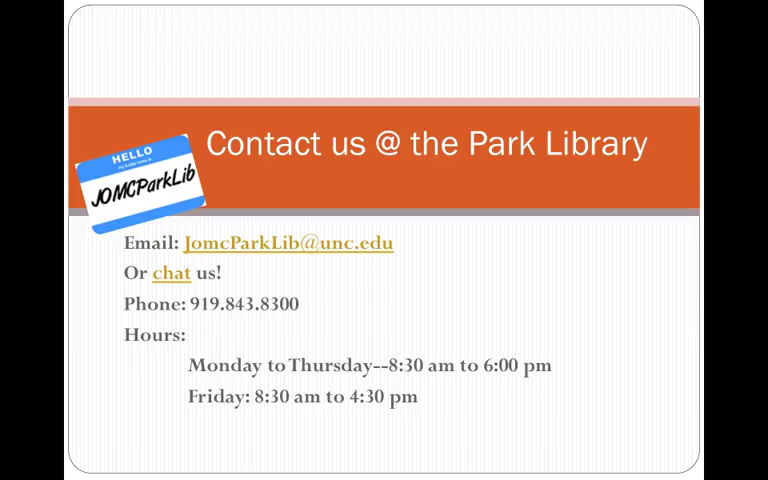 Contact us @ the Park Library
HELLO
JOMCParkLib
Email: JomcParkLib@unc.edu
Or chat us!
Phone: 919.843.8300
Hours:
Monday to Thursday--8:30 am to 6:00 pm
Friday: 8:30 am to 4:30 pm